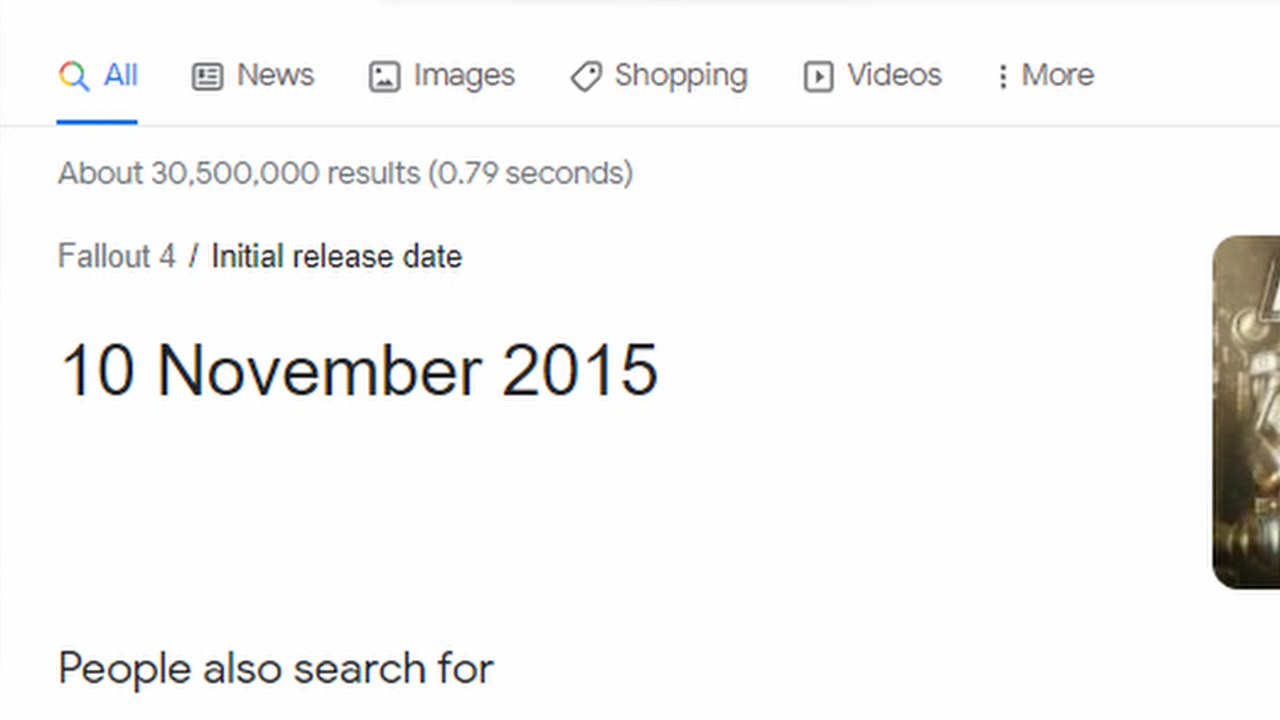 All News Images Shopping Videos More
About 30,500,000 results (0.79 seconds)
Fallout 4 / Initial release date
10 November 2015
People also search for